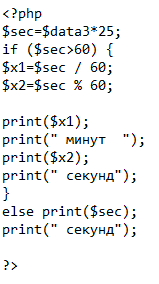 <?php
$sec=$data3*25;
if ($sec>60) {
$x1=$sec / 60;
$x2=$sec % 60;

print($x1);
print(" минут  ");
print($x2);
print(" секунд");
}
else print($sec);
print(" секунд");

?>